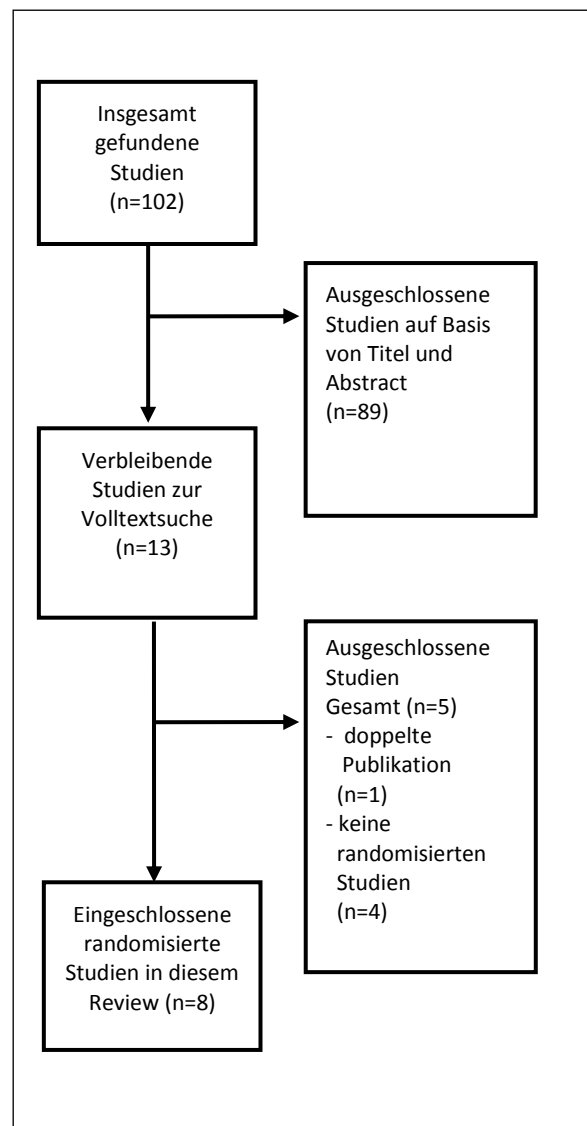 Insgesamt
gefundene
Studien
(n=102)
Ausgeschlossene
Studien auf Basis
von Titel und
Abstract
(n=89)
Verbleibende
Studien zur
Volltextsuche
(n=13)
Ausgeschlossene
Studien
Gesamt (n=5)
- doppelte
Publikation
(n=1)
- keine
randomisierten
Studien
(n=4)
Eingeschlossene
randomisierte
Studien in diesem
Review (n=8)